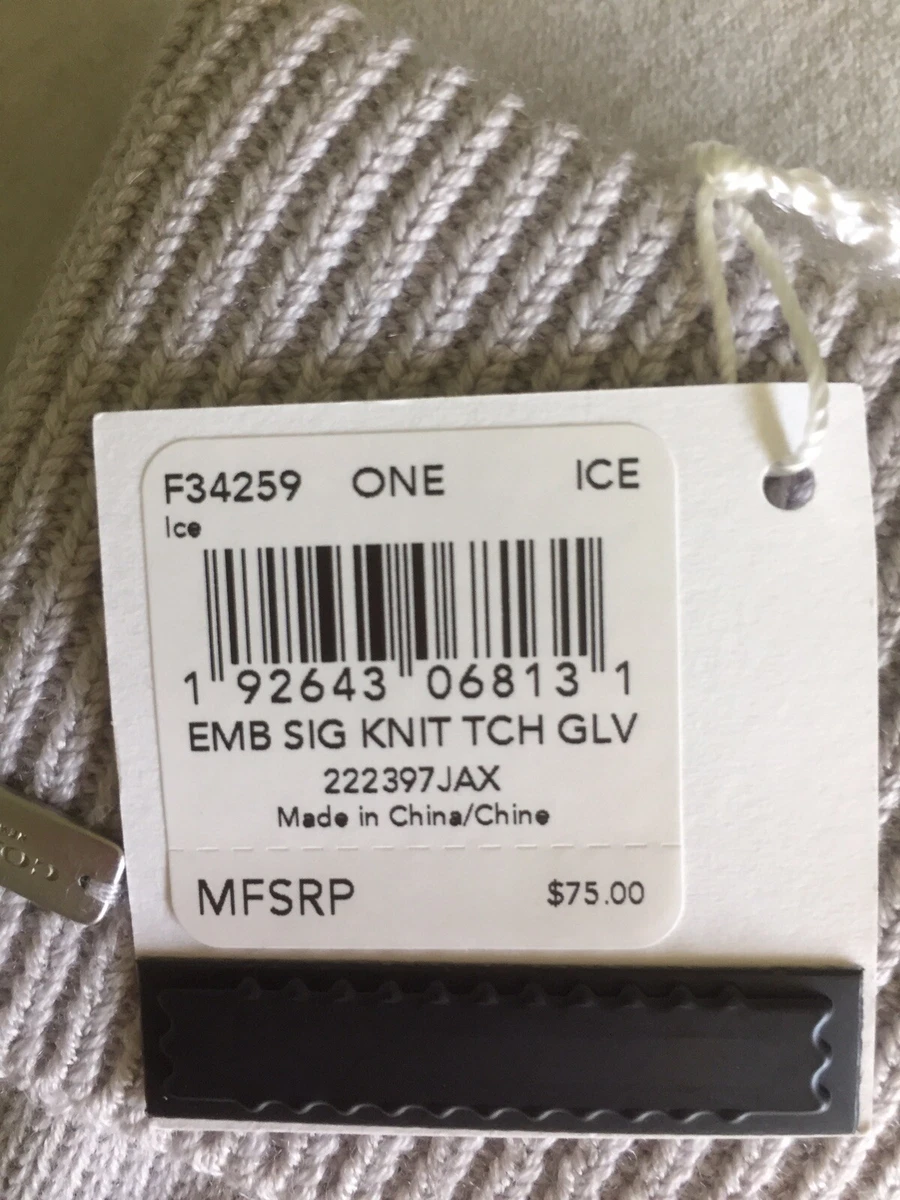 F34259 ONE ICE
Ice
1 92643 06813 1
EMB SIG KNIT TCH GLV
222397JAX
Made in China/Chine
MFSRP $75.00